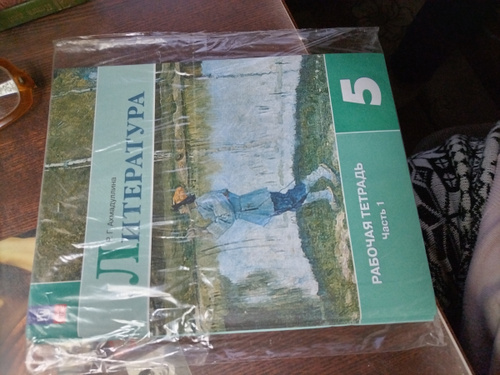 Р. Г. Ахмадуллина
ЛИТЕРАТУРА
5
РАБОЧАЯ ТЕТРАДЬ
Часть 1